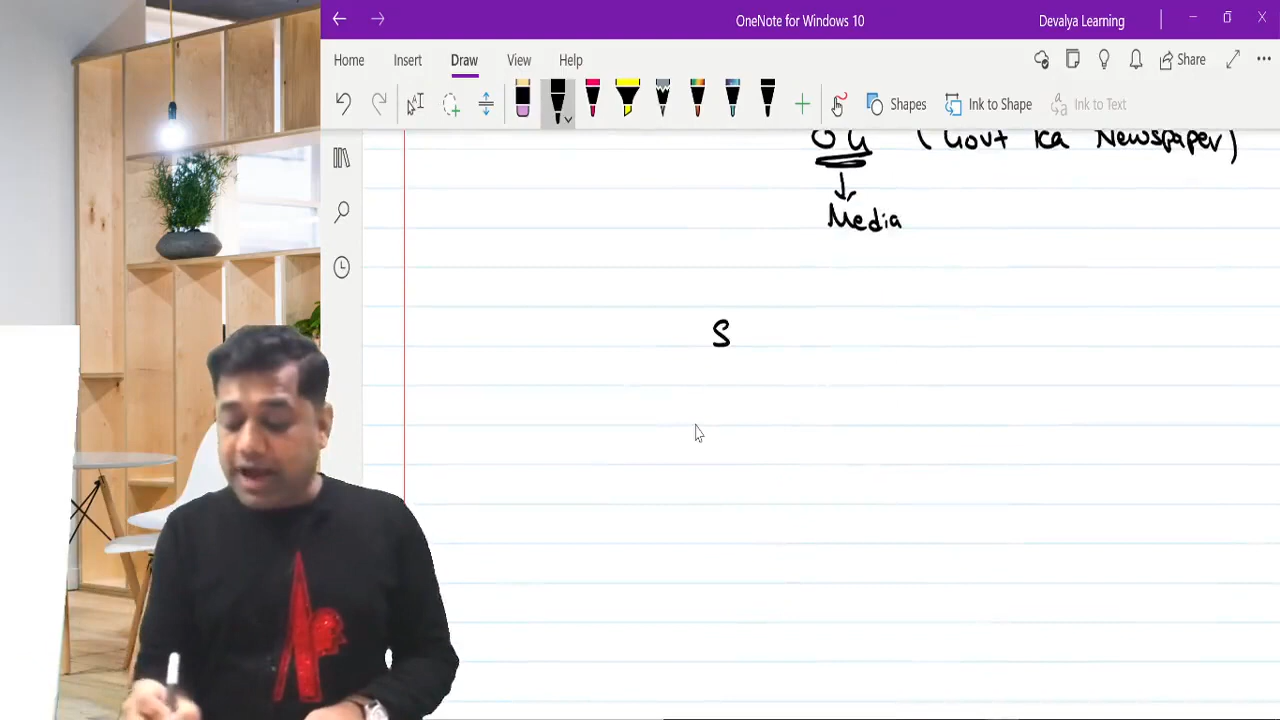 OneNote for Windows 10
Devalya Learning
Home
Insert
Draw
View
Help
Share
Shapes
Ink to Shape
Ink to Text
OG (Govt ka Newspaper)
Media
S